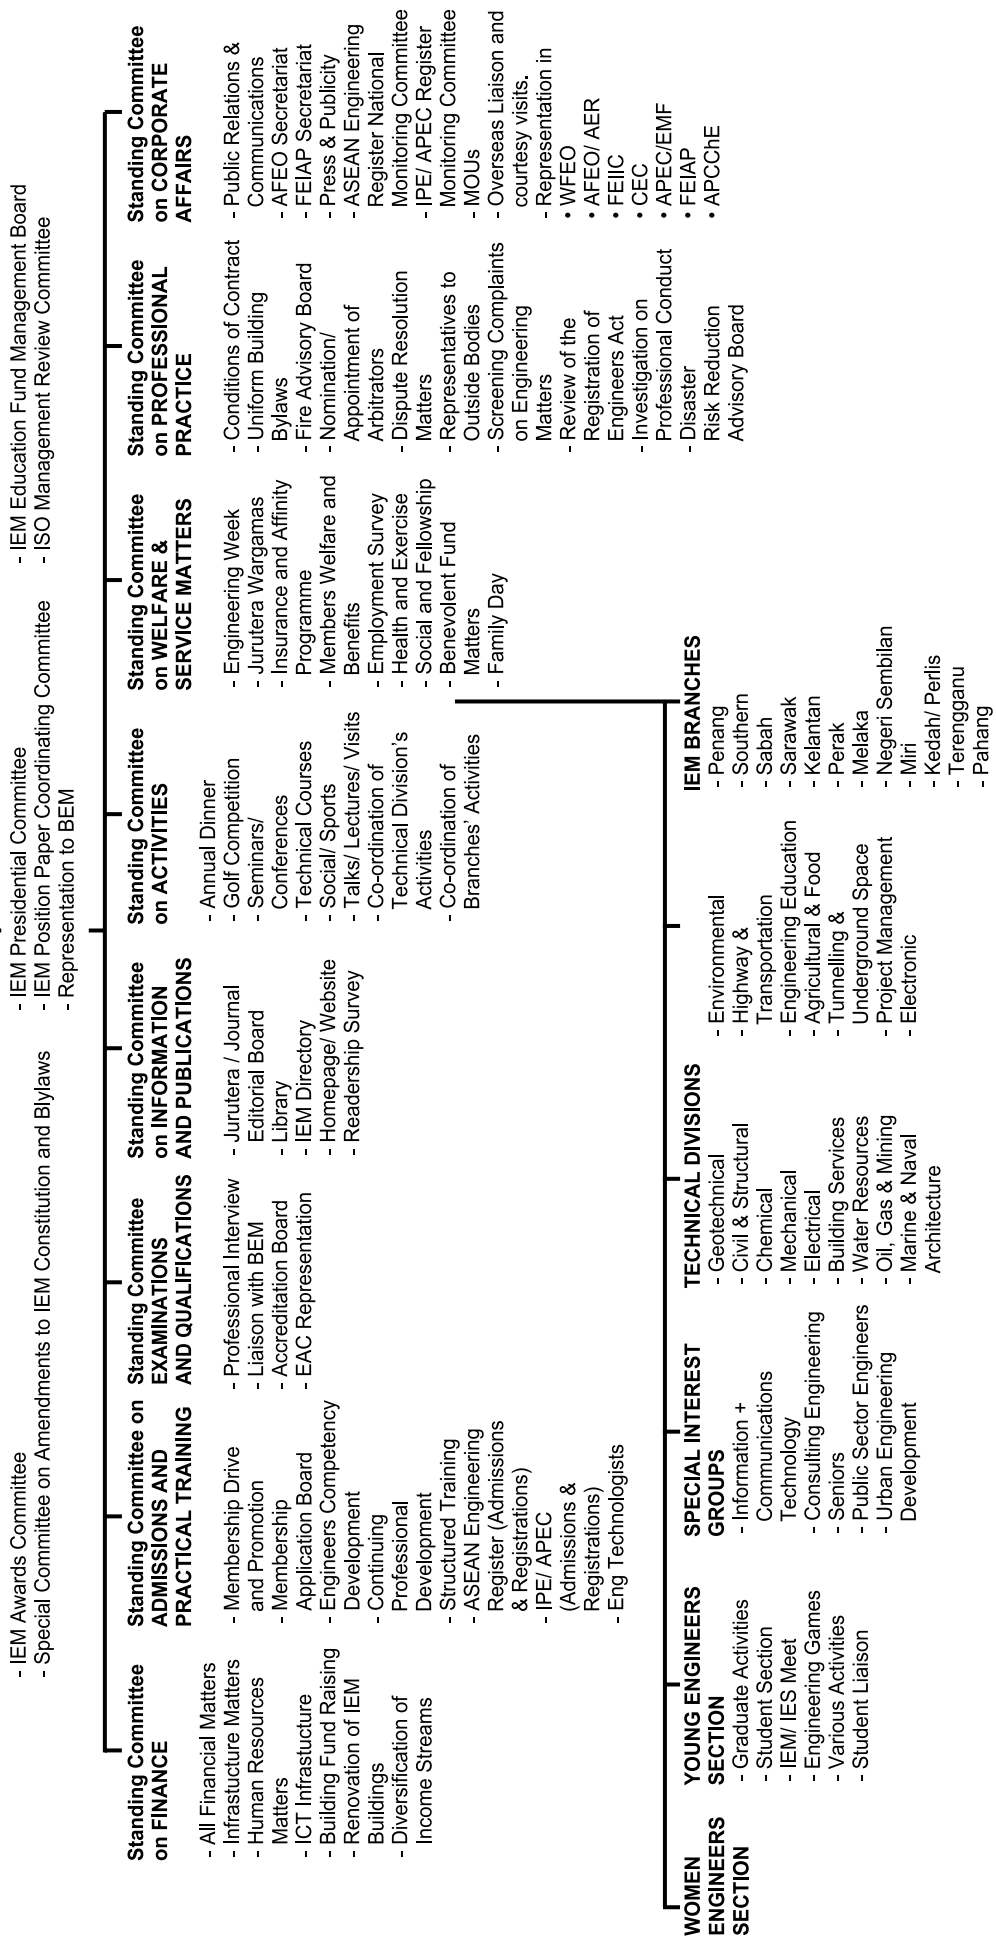 - IEM Awards Committee
- Special Committee on Amendments to IEM Constitution and Blylaws
- IEM Presidential Committee
- IEM Position Paper Coordinating Committee
- Representation to BEM
- IEM Education Fund Management Board
- ISO Management Review Committee
Standing Committee
on FINANCE
- All Financial Matters
- Infrastucture Matters
- Human Resources
Matters
- ICT Infrastucture
- Building Fund Raising
- Renovation of IEM
Buildings
- Diversification of
Income Streams
Standing Committee on
ADMISSIONS AND
PRACTICAL TRAINING
- Membership Drive
and Promotion
- Membership
Application Board
- Engineers Competency
Development
- Continuing
Professional
Development
- Structured Training
- ASEAN Engineering
Register (Admissions
& Registrations)
- IPE/ APEC
(Admissions &
Registrations)
- Eng Technologists
Standing Committee
EXAMINATIONS
AND QUALIFICATIONS
- Professional Interview
- Liaison with BEM
- Accreditation Board
- EAC Representation
Standing Committee
on INFORMATION
AND PUBLICATIONS
- Jurutera / Journal
Editorial Board
- Library
- IEM Directory
- Homepage/ Website
- Readership Survey
Standing Committee
on ACTIVITIES
- Annual Dinner
- Golf Competition
- Seminars/
Conferences
- Technical Courses
- Social/ Sports
- Talks/ Lectures/ Visits
- Co-ordination of
Technical Division's
Activities
- Co-ordination of
Branches' Activities
Standing Committee
on WELFARE &
SERVICE MATTERS
- Engineering Week
- Jurutera Wargamas
- Insurance and Affinity
Programme
- Members Welfare and
Benefits
- Employment Survey
- Health and Exercise
- Social and Fellowship
- Benevolent Fund
Matters
- Family Day
Standing Committee
on PROFESSIONAL
PRACTICE
- Conditions of Contract
- Uniform Building
Bylaws
- Fire Advisory Board
- Nomination/
Appointment of
Arbitrators
- Dispute Resolution
Matters
- Representatives to
Outside Bodies
- Screening Complaints
on Engineering
Matters
- Review of the
Registration of
Engineers Act
- Investigation on
Professional Conduct
- Disaster
Risk Reduction
Advisory Board
Standing Committee
on CORPORATE
AFFAIRS
- Public Relations &
Communications
- AFEO Secretariat
- FEIAP Secretariat
- Press & Publicity
- ASEAN Engineering
Register National
Monitoring Committee
- IPE/ APEC Register
Monitoring Committee
- MOUs
- Overseas Liaison and
courtesy visits.
- Representation in
• WFEO
• AFEO/ AER
• FEIIC
• CEC
• APEC/EMF
• FEIAP
• APCChE
WOMEN
ENGINEERS
SECTION
YOUNG ENGINEERS
SECTION
- Graduate Activities
- Student Section
- IEM/ IES Meet
- Engineering Games
- Various Activities
- Student Liaison
SPECIAL INTEREST
GROUPS
- Information +
Communications
Technology
- Consulting Engineering
- Seniors
- Public Sector Engineers
- Urban Engineering
Development
TECHNICAL DIVISIONS
- Geotechnical
- Civil & Structural
- Chemical
- Mechanical
- Electrical
- Building Services
- Water Resources
- Oil, Gas & Mining
- Marine & Naval
Architecture
- Environmental
- Highway &
Transportation
- Engineering Education
- Agricultural & Food
- Tunnelling &
Underground Space
- Project Management
- Electronic
IEM BRANCHES
- Penang
- Southern
- Sabah
- Sarawak
- Kelantan
- Perak
- Melaka
- Negeri Sembilan
- Miri
- Kedah/ Perlis
- Terengganu
- Pahang